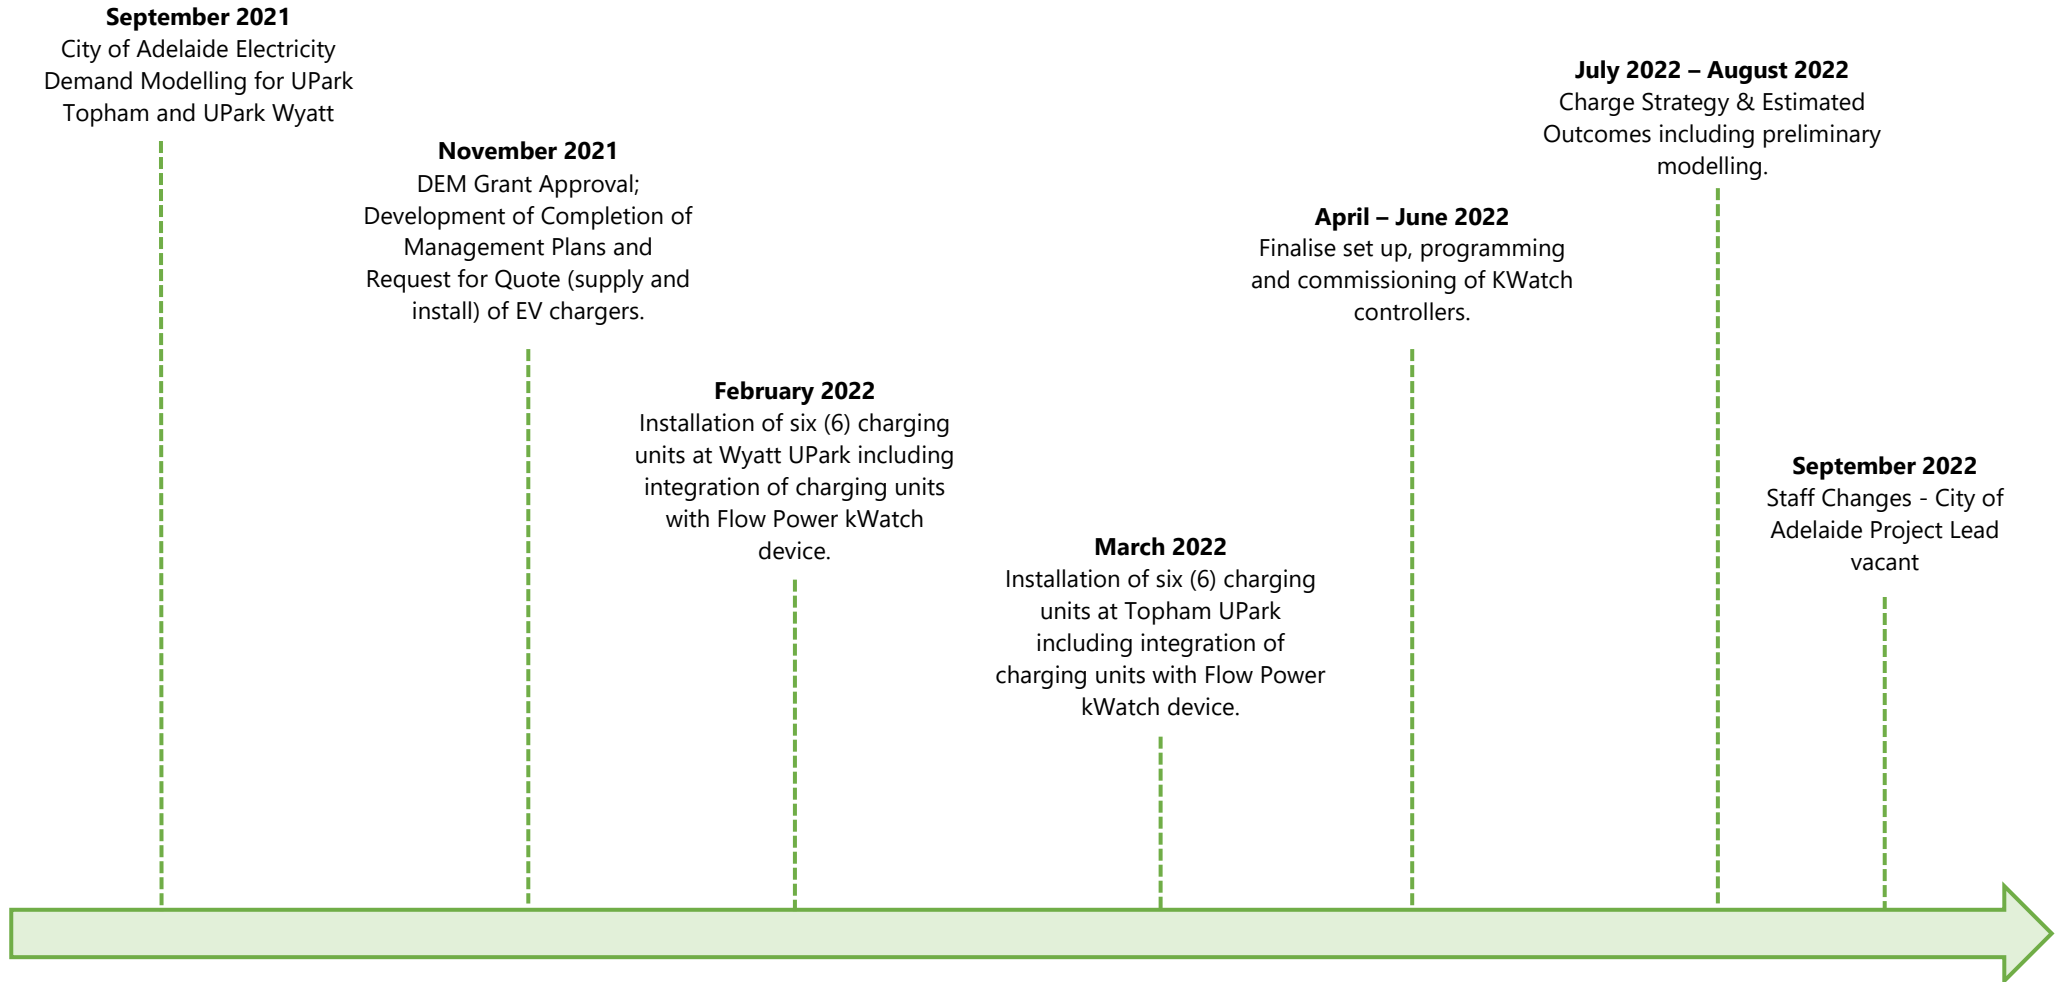 September 2021
City of Adelaide Electricity
Demand Modelling for UPark
Topham and UPark Wyatt
November 2021
DEM Grant Approval;
Development of Completion of
Management Plans and
Request for Quote (supply and
install) of EV chargers.
February 2022
Installation of six (6) charging
units at Wyatt UPark including
integration of charging units
with Flow Power kWatch
device.
March 2022
Installation of six (6) charging
units at Topham UPark
including integration of
charging units with Flow Power
kWatch device.
April – June 2022
Finalise set up, programming
and commissioning of KWatch
controllers.
July 2022 – August 2022
Charge Strategy & Estimated
Outcomes including preliminary
modelling.
September 2022
Staff Changes - City of
Adelaide Project Lead
vacant